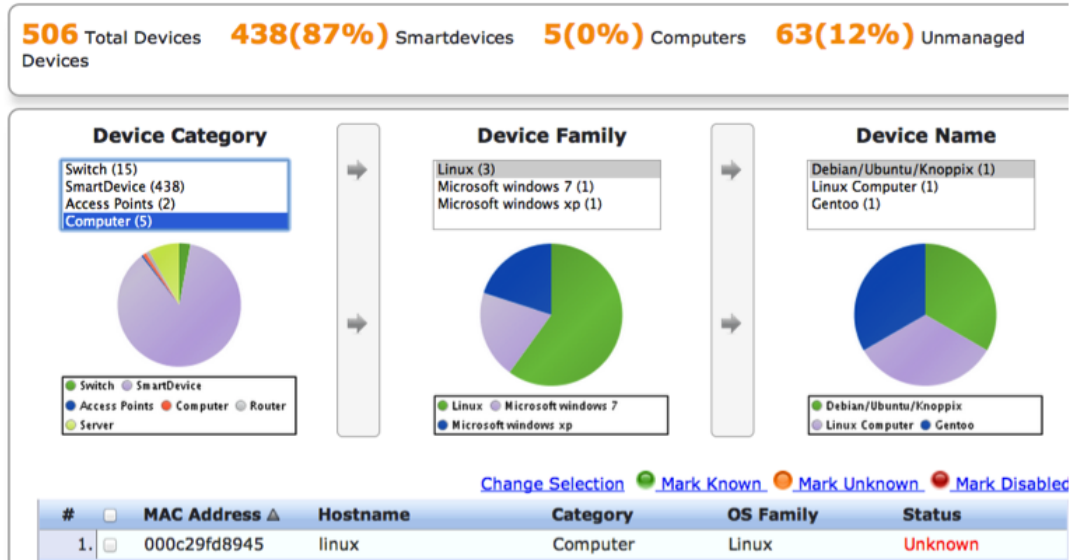 506 Total Devices 438(87%) Smartdevices 5(0%) Computers 63(12%) Unmanaged
Devices
Device Category
Device Family
Device Name
Switch (15)
SmartDevice (438)
Access Points (2)
Computer (5)
Linux (3)
Microsoft windows 7 (1)
Microsoft windows xp (1)
Debian/Ubuntu/Knoppix (1)
Linux Computer (1)
Gentoo (1)
Switch SmartDevice
Access Points Computer Router
Server
Linux Microsoft windows 7
Microsoft windows xp
Debian/Ubuntu/Knoppix
Linux Computer Gentoo
Change Selection Mark Known Mark Unknown Mark Disabled
# MAC Address Hostname Category OS Family Status
1. 000c29fd8945 linux Computer Linux Unknown